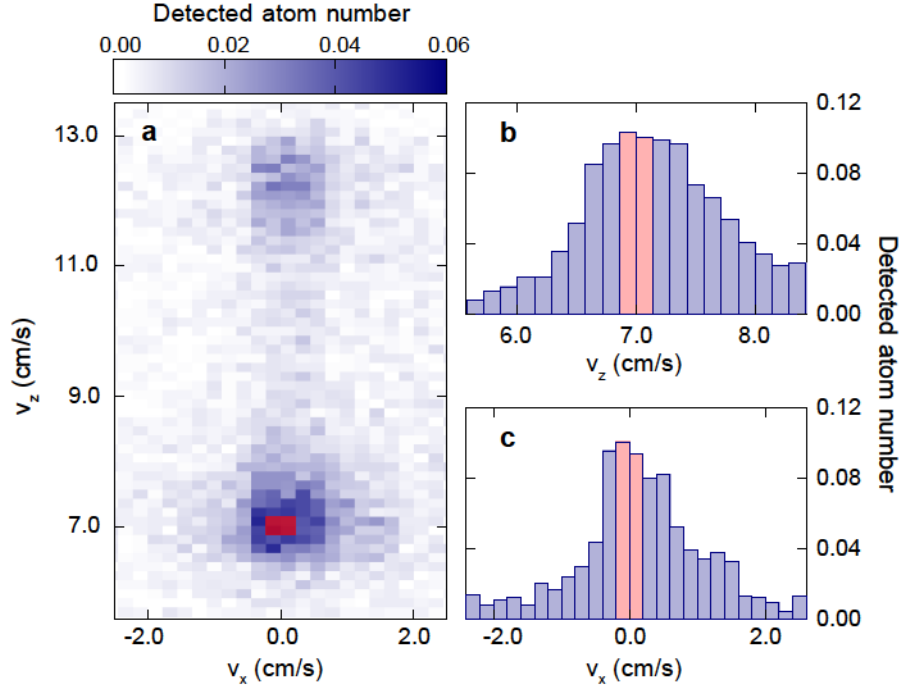 Detected atom number
0.00 0.02 0.04 0.06
a
13.0
11.0
9.0
7.0
v_z (cm/s)
-2.0 0.0 2.0
v_x (cm/s)
b
0.12
0.08
0.04
0.00
6.0 7.0 8.0
v_z (cm/s)
Detected atom number
c
0.12
0.08
0.04
0.00
-2.0 0.0 2.0
v_x (cm/s)